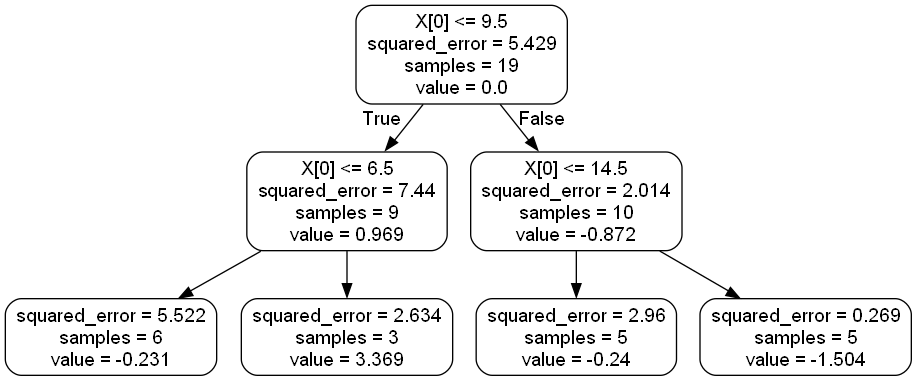 X[0] <= 9.5
squared_error = 5.429
samples = 19
value = 0.0
True
False
X[0] <= 6.5
squared_error = 7.44
samples = 9
value = 0.969
X[0] <= 14.5
squared_error = 2.014
samples = 10
value = -0.872
squared_error = 5.522
samples = 6
value = -0.231
squared_error = 2.634
samples = 3
value = 3.369
squared_error = 2.96
samples = 5
value = -0.24
squared_error = 0.269
samples = 5
value = -1.504